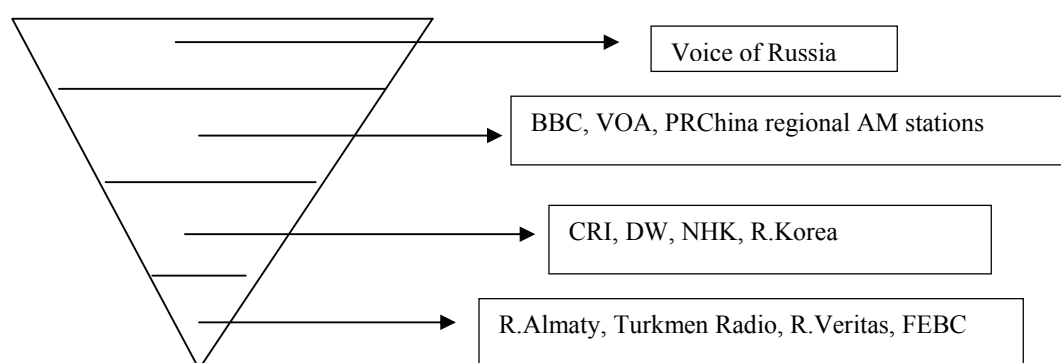 Voice of Russia
BBC, VOA, PRChina regional AM stations
CRI, DW, NHK, R.Korea
R.Almaty, Turkmen Radio, R.Veritas, FEBC